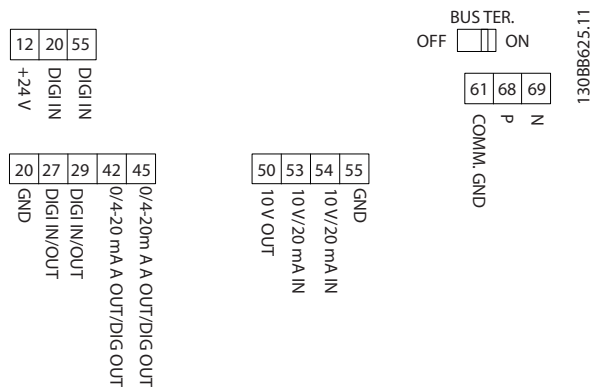 BUS TER.
OFF ON
130BB625.11
12 20 55
+24 V
DIGI IN
DIGI IN
61 68 69
COMM. GND
P
N
20 27 29 42 45
GND
DIGI IN/OUT
DIGI IN/OUT
0/4-20 mA A OUT/DIG OUT
0/4-20m A A OUT/DIG OUT
50 53 54 55
10 V OUT
10 V/20 mA IN
10 V/20 mA IN
GND